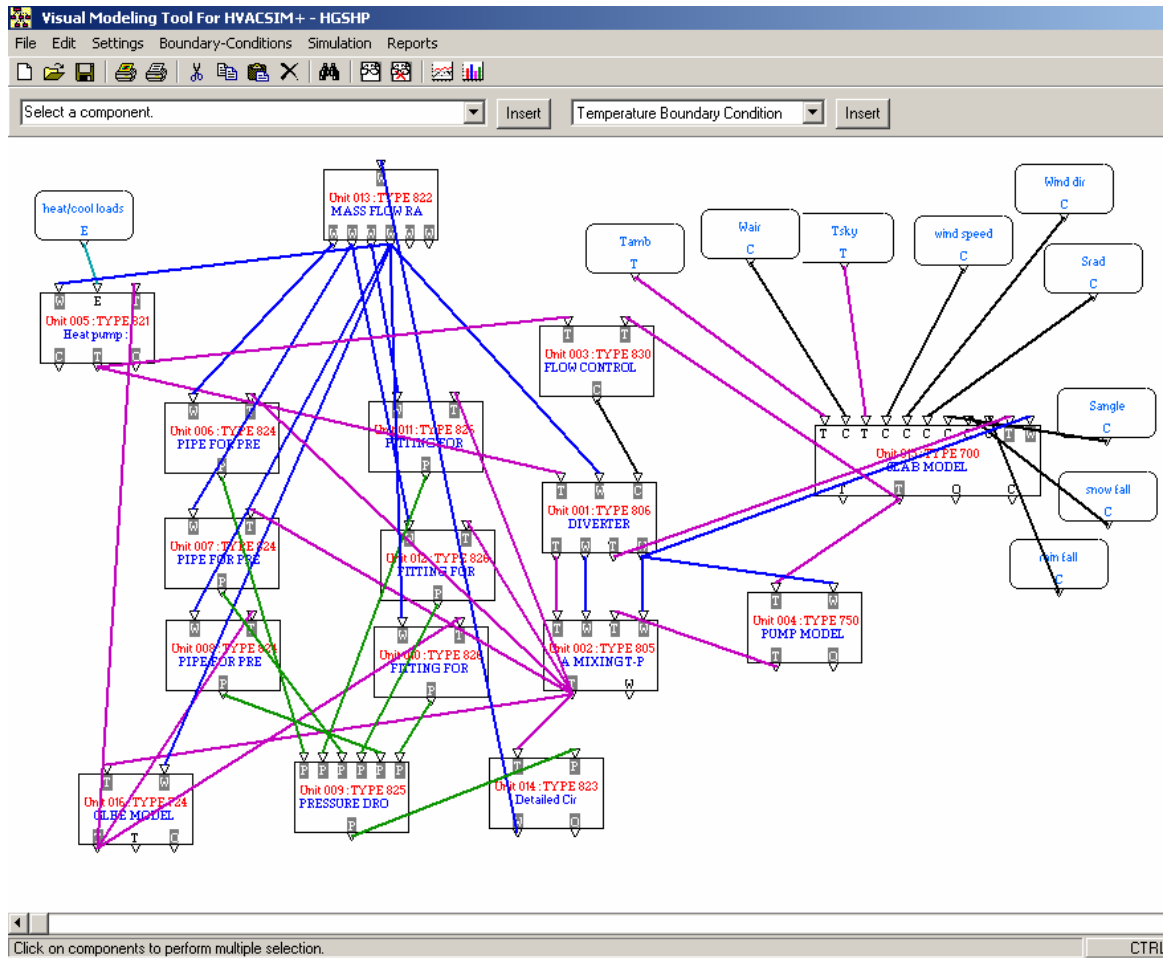 Visual Modeling Tool For HVACSIM+ - HGSHP
File Edit Settings Boundary-Conditions Simulation Reports
Select a component. Insert Temperature Boundary Condition Insert
heat/cool loads
E
W
Unit 013 : TYPE 822
MASS FLOW RA
W W W W W W
Tamb
T
Wair
C
Tsky
T
wind speed
C
Wind dir
C
Srad
C
W E T
Unit 005 : TYPE 821
Heat pump :
C T O
T T
Unit 003 : TYPE 830
FLOW CONTROL
C
Sangle
C
snow fall
C
rain fall
C
T C T C C C C
T W
Unit 015 : TYPE 700
SLAB MODEL
T T Q C
W T
Unit 006 : TYPE 824
PIPE FOR PRE
P
W T
Unit 011 : TYPE 826
FITTING FOR
P
T W C
Unit 001 : TYPE 806
DIVERTER
T W T W
W T
Unit 007 : TYPE 824
PIPE FOR PRE
P
W T
Unit 012 : TYPE 826
FITTING FOR
P
T W
Unit 004 : TYPE 750
PUMP MODEL
T Q
W T
Unit 008 : TYPE 824
PIPE FOR PRE
P
W T
Unit 010 : TYPE 826
FITTING FOR
P
T W T W
Unit 002 : TYPE 805
A MIXING T-P
T W
T W
Unit 016 : TYPE 724
GLHE MODEL
T T Q
P P P P P P
Unit 009 : TYPE 825
PRESSURE DRO
P
T P
Unit 014 : TYPE 823
Detailed Cir
W Q
Click on components to perform multiple selection. CTRL